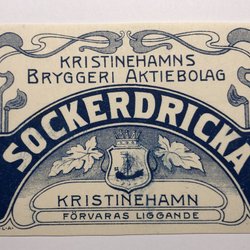 KRISTINEHAMNS
BRYGGERI AKTIEBOLAG
SOCKERDRICKA
KRISTINEHAMN
FÖRVARAS LIGGANDE